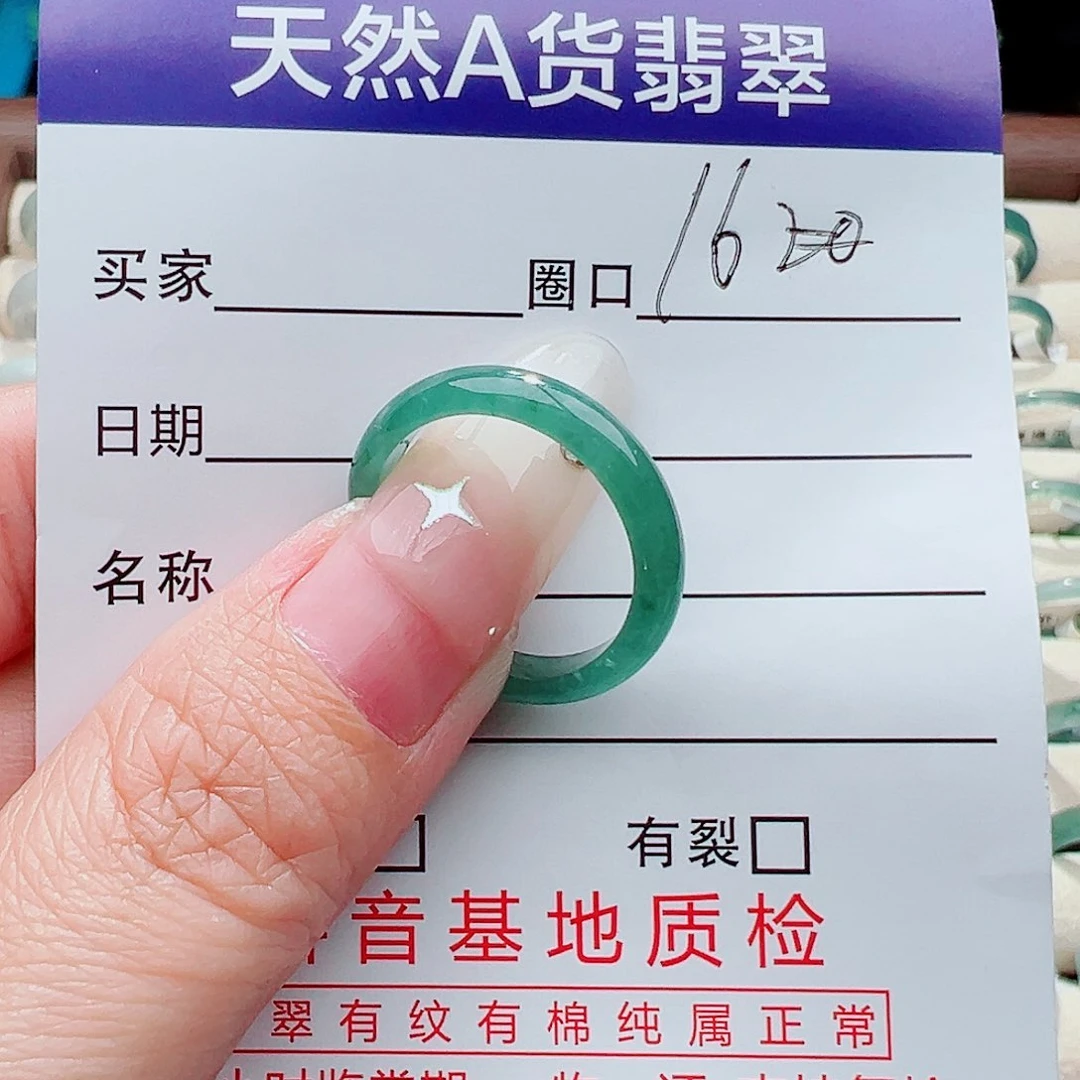 天然A货翡翠
买家 圈口 16
日期
名称
有裂
音基地质检
翠有纹有棉纯属正常